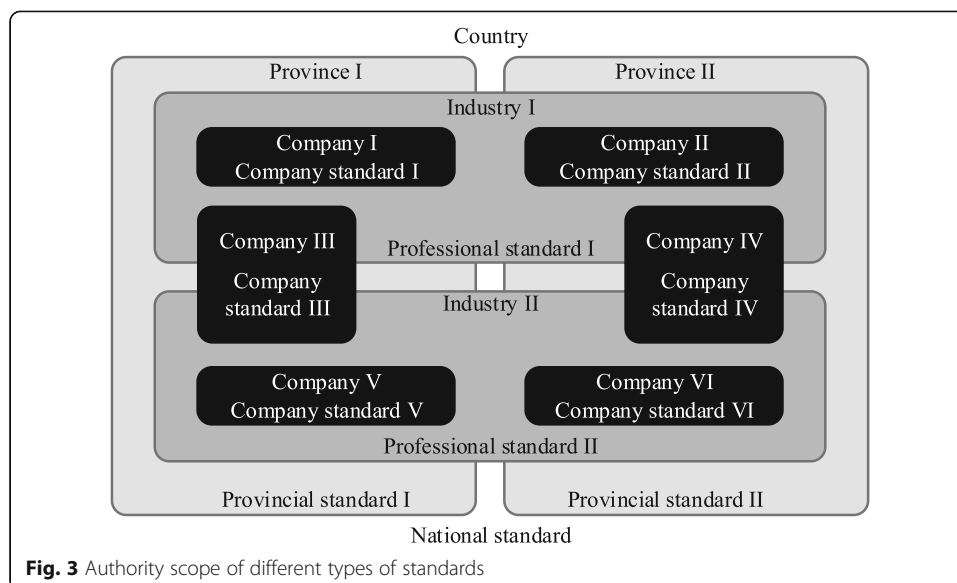 Country
Province I
Province II
Industry I
Company I
Company standard I
Company II
Company standard II
Company III
Company
standard III
Professional standard I
Company IV
Company
standard IV
Industry II
Company V
Company standard V
Company VI
Company standard VI
Professional standard II
Provincial standard I
Provincial standard II
National standard
Fig. 3 Authority scope of different types of standards